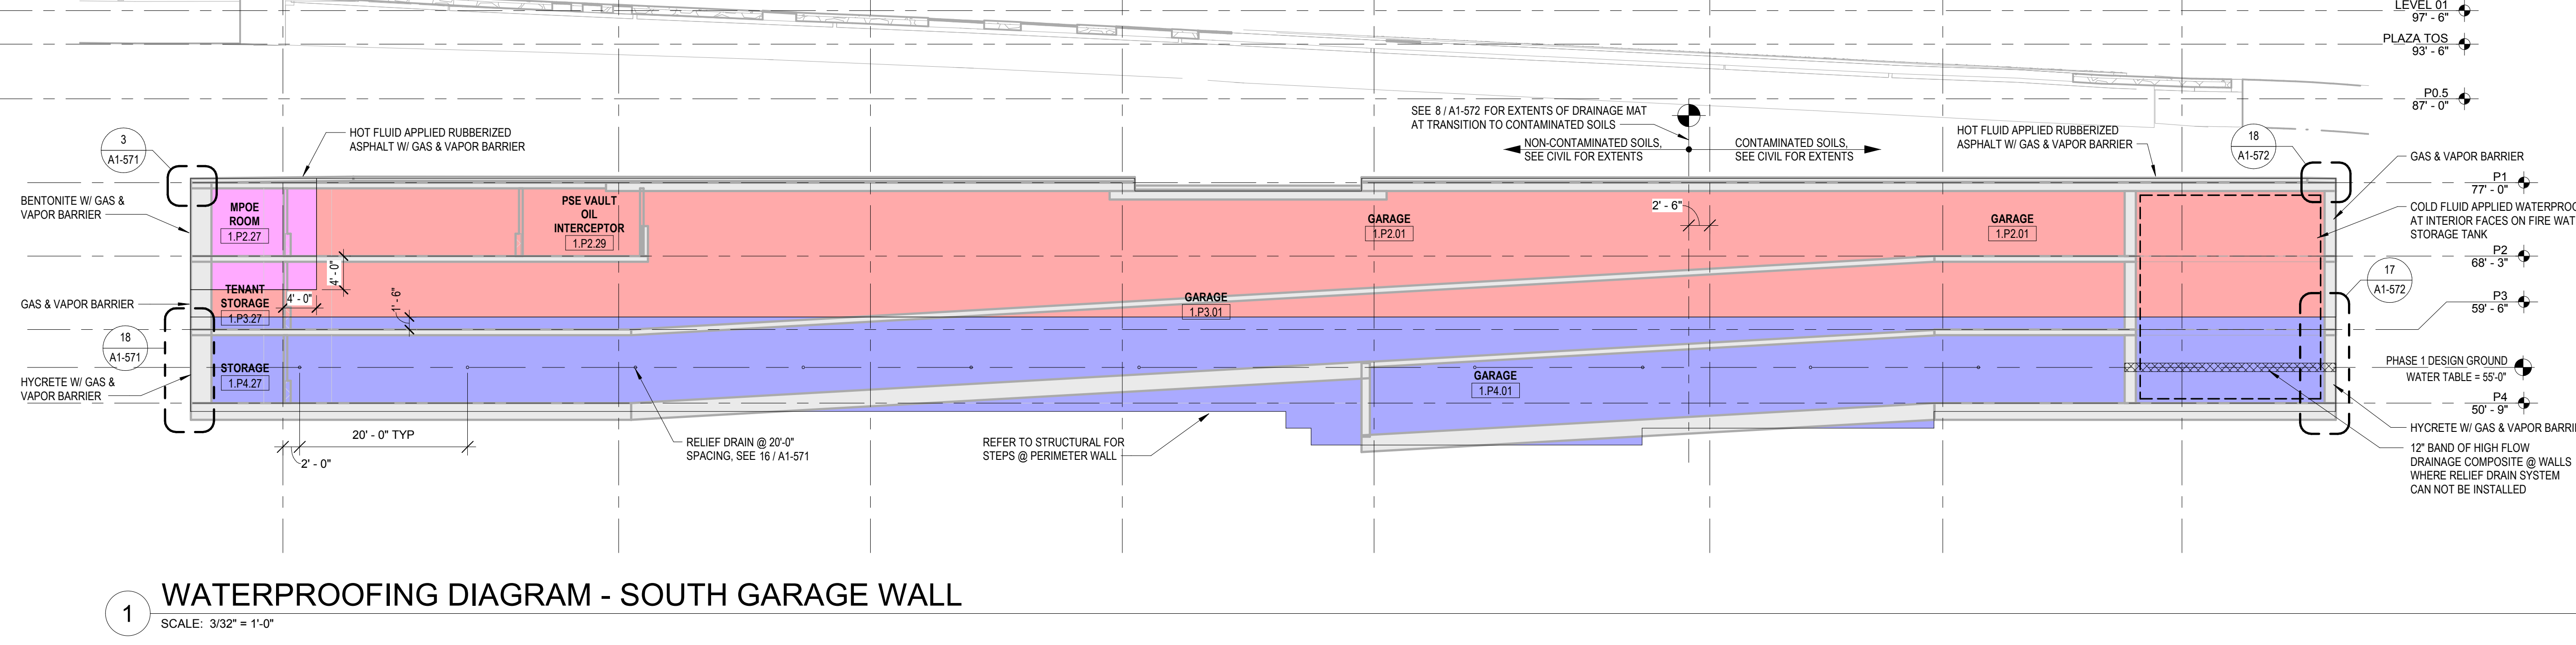 LEVEL 01
97' - 6"
PLAZA TOS
93' - 6"
P0.5
87' - 0"
SEE 8 / A1-572 FOR EXTENTS OF DRAINAGE MAT
AT TRANSITION TO CONTAMINATED SOILS
NON-CONTAMINATED SOILS,
SEE CIVIL FOR EXTENTS
CONTAMINATED SOILS,
SEE CIVIL FOR EXTENTS
3
A1-571
HOT FLUID APPLIED RUBBERIZED
ASPHALT W/ GAS & VAPOR BARRIER
HOT FLUID APPLIED RUBBERIZED
ASPHALT W/ GAS & VAPOR BARRIER
18
A1-572
GAS & VAPOR BARRIER
P1
77' - 0"
BENTONITE W/ GAS &
VAPOR BARRIER
MPOE
ROOM
1.P2.27
PSE VAULT
OIL
INTERCEPTOR
1.P2.29
GARAGE
1.P2.01
2' - 6"
GARAGE
1.P2.01
COLD FLUID APPLIED WATERPROO
AT INTERIOR FACES ON FIRE WAT
STORAGE TANK
P2
68' - 3"
17
A1-572
4' - 0"
GAS & VAPOR BARRIER
TENANT
STORAGE
1.P3.27
4' - 0"
1' - 6"
GARAGE
1.P3.01
P3
59' - 6"
18
A1-571
STORAGE
1.P4.27
HYCRETE W/ GAS &
VAPOR BARRIER
GARAGE
1.P4.01
PHASE 1 DESIGN GROUND
WATER TABLE = 55'-0"
P4
50' - 9"
20' - 0" TYP
2' - 0"
RELIEF DRAIN @ 20'-0"
SPACING, SEE 16 / A1-571
REFER TO STRUCTURAL FOR
STEPS @ PERIMETER WALL
HYCRETE W/ GAS & VAPOR BARRI
12" BAND OF HIGH FLOW
DRAINAGE COMPOSITE @ WALLS
WHERE RELIEF DRAIN SYSTEM
CAN NOT BE INSTALLED
1
WATERPROOFING DIAGRAM - SOUTH GARAGE WALL
SCALE: 3/32" = 1'-0"